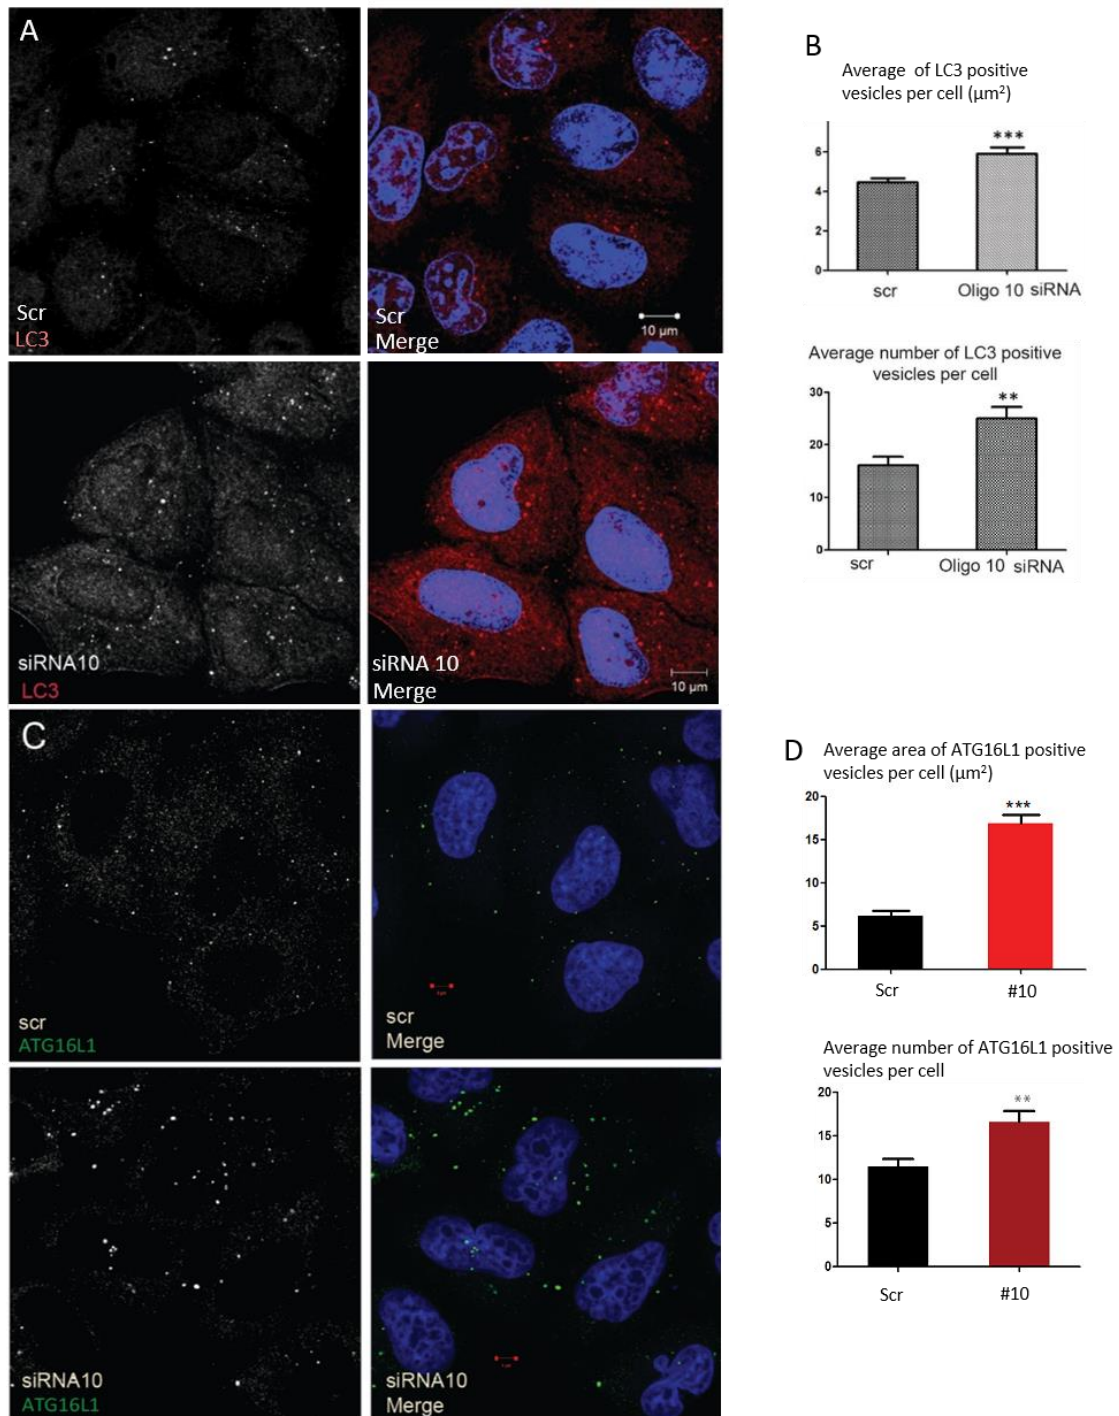 A
Scr
LC3
Scr
Merge
10 µm
siRNA10
LC3
siRNA 10
Merge
10 µm
B
Average of LC3 positive
vesicles per cell (µm²)
6
4
2
0
***
scr
Oligo 10 siRNA
Average number of LC3 positive
vesicles per cell
30
20
10
0
**
scr
Oligo 10 siRNA
C
scr
ATG16L1
scr
Merge
siRNA10
ATG16L1
siRNA10
Merge
D
Average area of ATG16L1 positive
vesicles per cell (µm²)
20
15
10
5
0
***
Scr
#10
Average number of ATG16L1 positive
vesicles per cell
20
15
10
5
0
**
Scr
#10